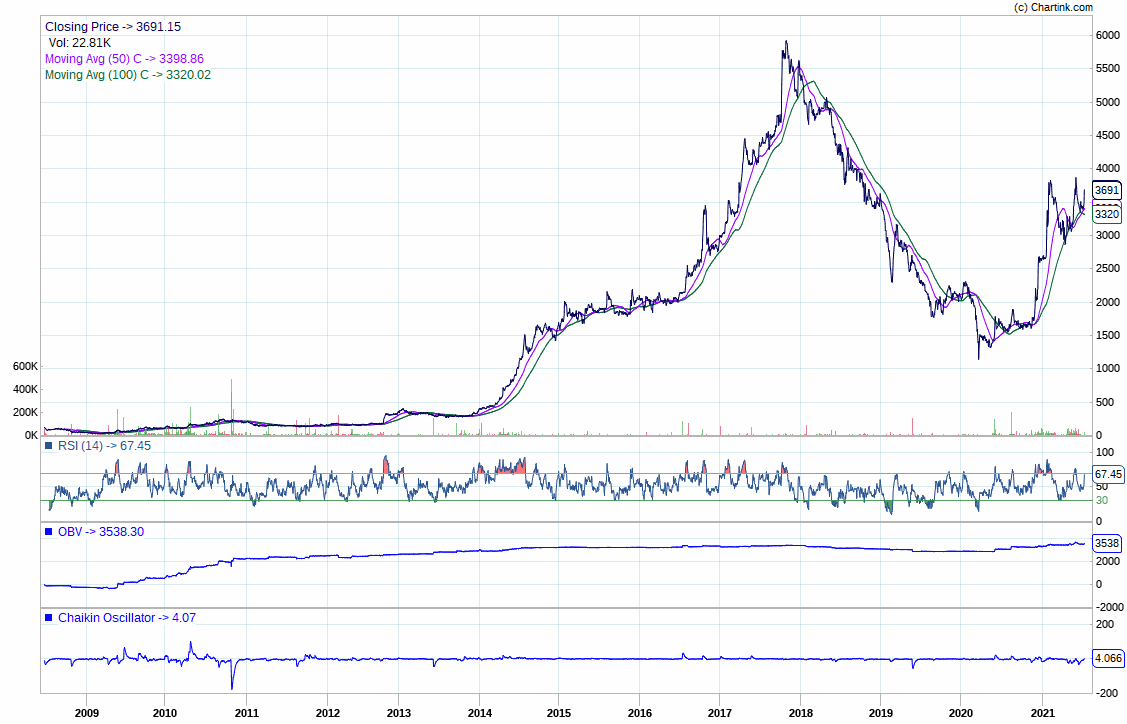 (c) Chartink.com
Closing Price -> 3691.15
Vol: 22.81K
Moving Avg (50) C -> 3398.86
Moving Avg (100) C -> 3320.02
6000
5500
5000
4500
4000
3691
3320
3000
2500
2000
1500
1000
500
0
600K
400K
200K
0K
RSI (14) -> 67.45
100
67.45
50
30
0
OBV -> 3538.30
3538
2000
0
-2000
Chaikin Oscillator -> 4.07
200
4.066
-200
2009 2010 2011 2012 2013 2014 2015 2016 2017 2018 2019 2020 2021